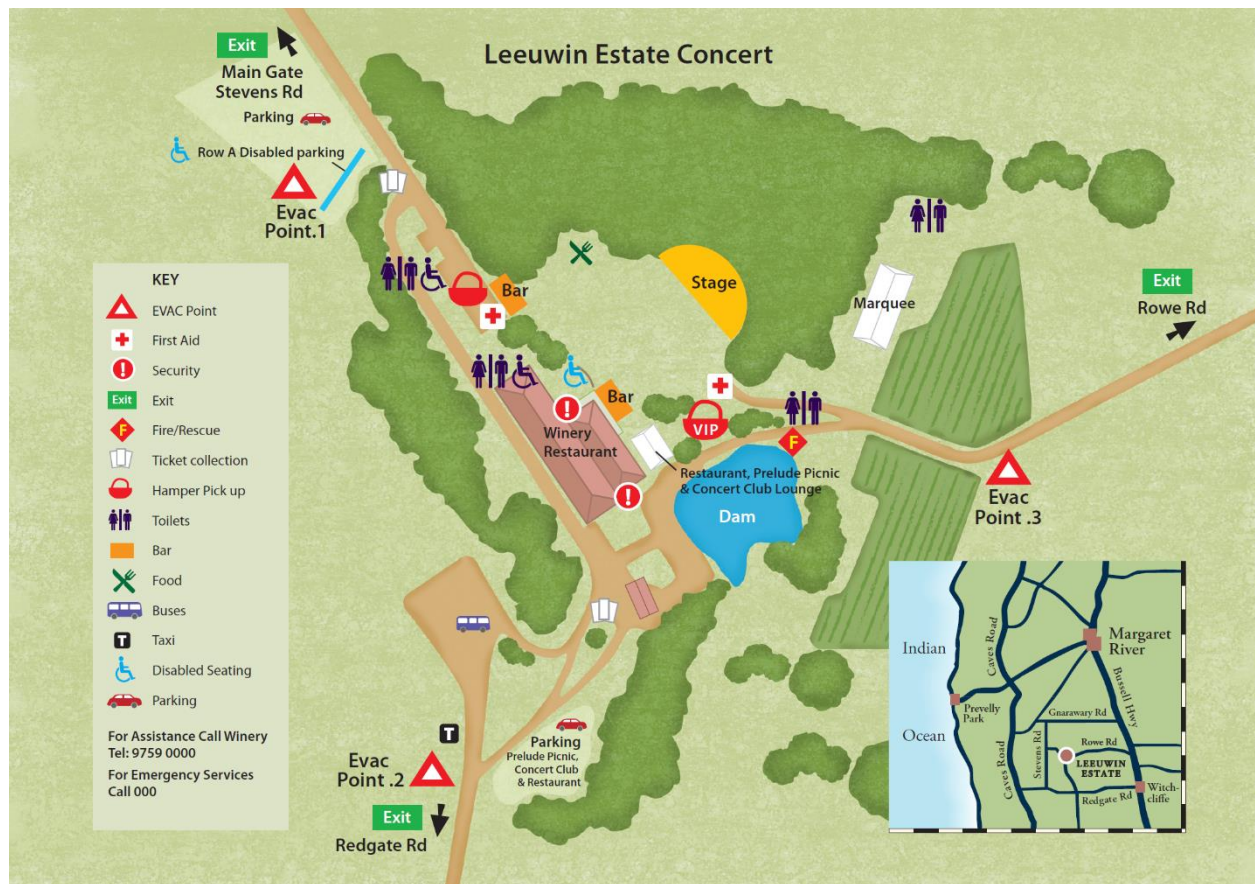 Leeuwin Estate Concert
Exit
Main Gate
Stevens Rd
Parking
Row A Disabled parking
Evac
Point.1
Bar
Stage
Marquee
Exit
Rowe Rd
KEY
EVAC Point
First Aid
Security
Exit
F
Fire/Rescue
Ticket collection
Hamper Pick up
Toilets
Bar
Food
Buses
T
Taxi
Disabled Seating
Parking
For Assistance Call Winery
Tel: 9759 0000
For Emergency Services
Call 000
!
Bar
VIP
!
Winery
Restaurant
F
Restaurant, Prelude Picnic
& Concert Club Lounge
!
Dam
Evac
Point .3
T
Parking
Prelude Picnic,
Concert Club
& Restaurant
Evac
Point .2
Exit
Redgate Rd
Indian
Ocean
Caves Road
Margaret
River
Bussell Hwy
Prevelly
Park
Gnarawary Rd
Stevens Rd
Rowe Rd
LEEUWIN
ESTATE
Caves Road
Redgate Rd
Witch-
cliffe